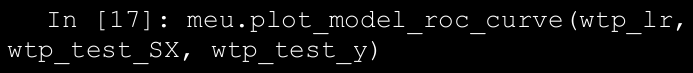 In [17]: meu.plot_model_roc_curve(wtp_lr,
wtp_test_SX, wtp_test_y)